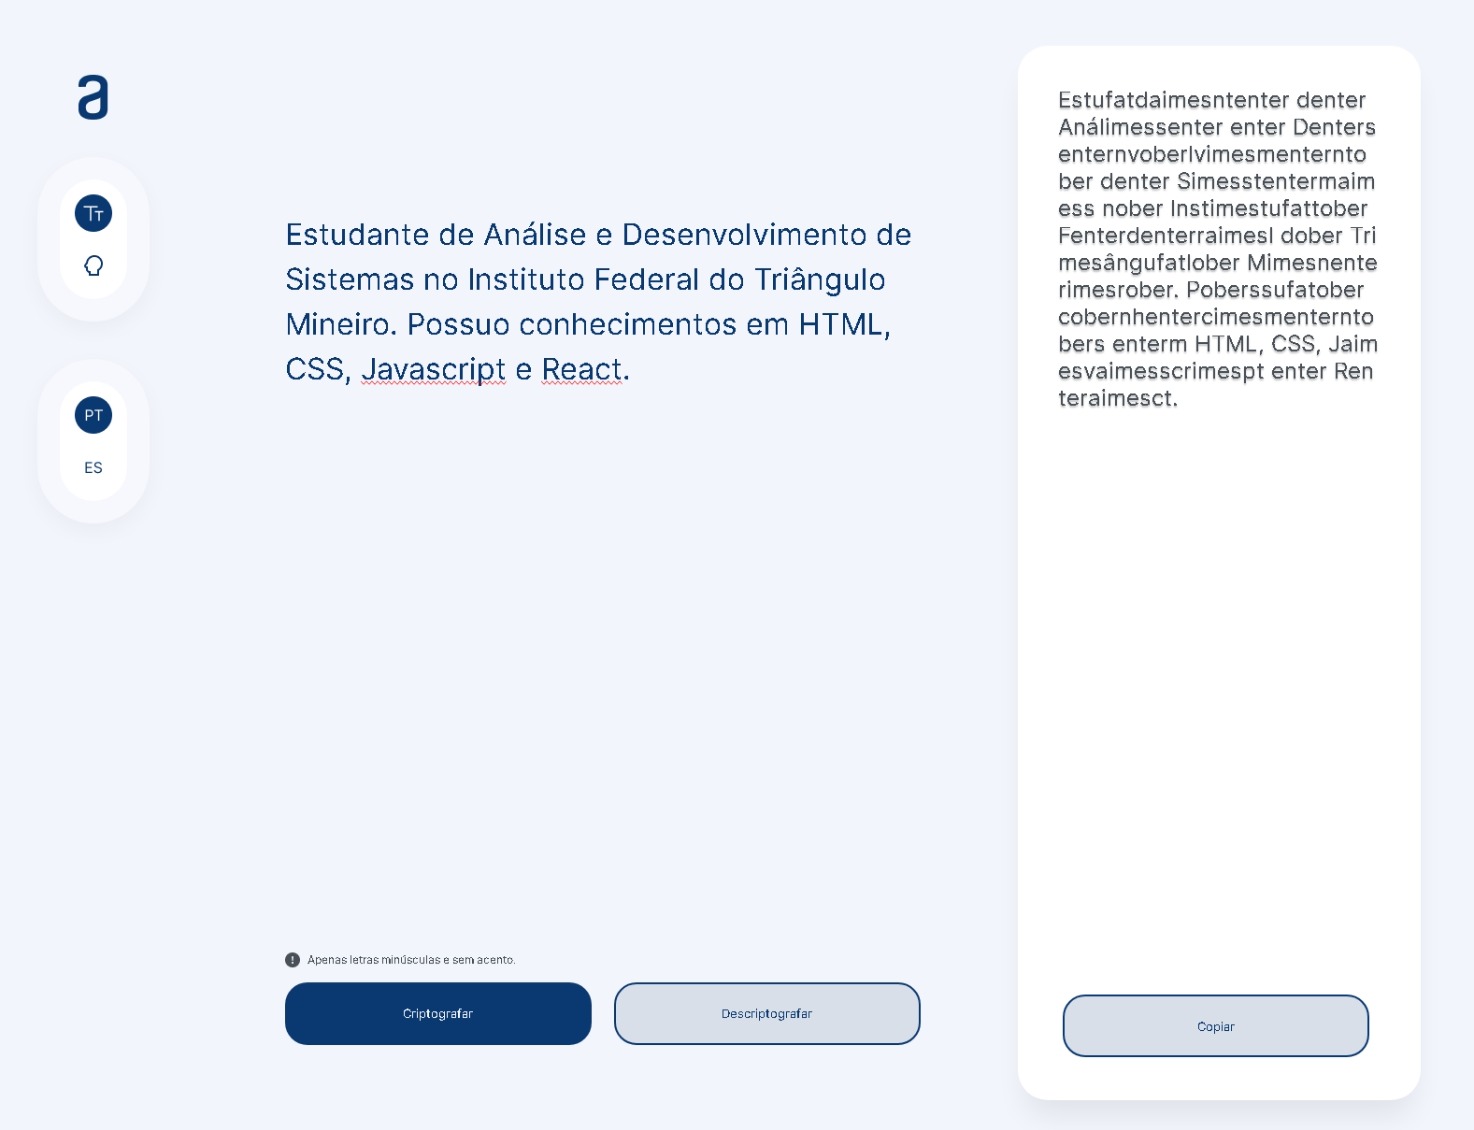 a
Tт
PT
ES
Estudante de Análise e Desenvolvimento de
Sistemas no Instituto Federal do Triângulo
Mineiro. Possuo conhecimentos em HTML,
CSS, Javascript e React.
! Apenas letras minúsculas e sem acento.
Criptografar
Descriptografar
Estufatdaimesntenter denter
Análimessenter enter Denters
enternvoberlvimesmenternto
ber denter Simesstentermaim
ess nober Instimestufattober
Fenterdenterraimesl dober Tri
mesângufatlober Mimesnente
rimesrober. Poberssufatober
cobernhentercimesmenternto
bers enterm HTML, CSS, Jaim
esvaimesscrimespt enter Ren
teraimesct.
Copiar